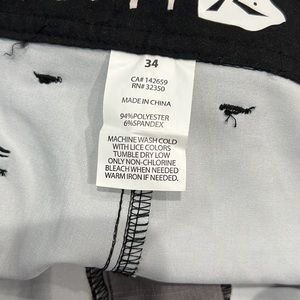 34
CA# 142659
RN# 32350
MADE IN CHINA
94%POLYESTER
6%SPANDEX
MACHINE WASH COLD
WITH LICE COLORS
TUMBLE DRY LOW
ONLY NON-CHLORINE
BLEACH WHEN NEEDED
WARM IRON IF NEEDED